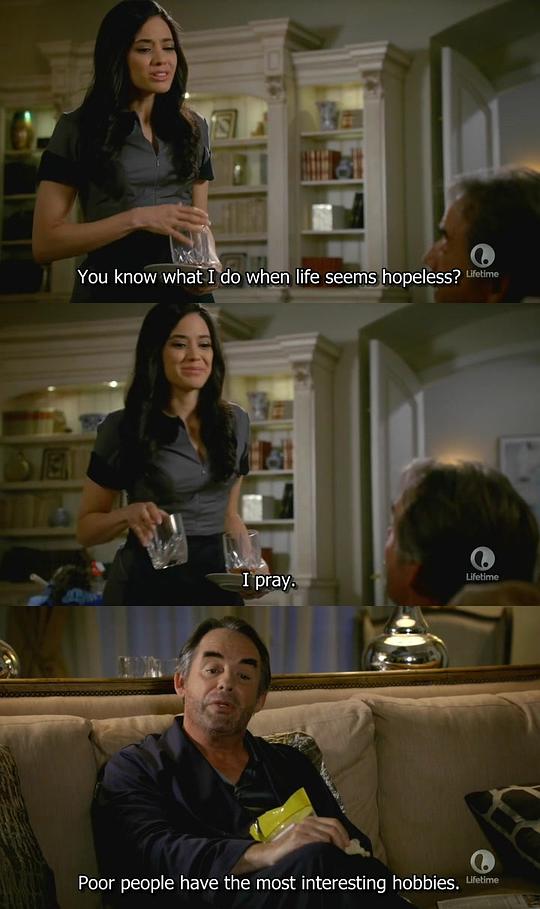 You know what I do when life seems hopeless?
Lifetime
I pray.
Lifetime
Poor people have the most interesting hobbies.
Lifetime